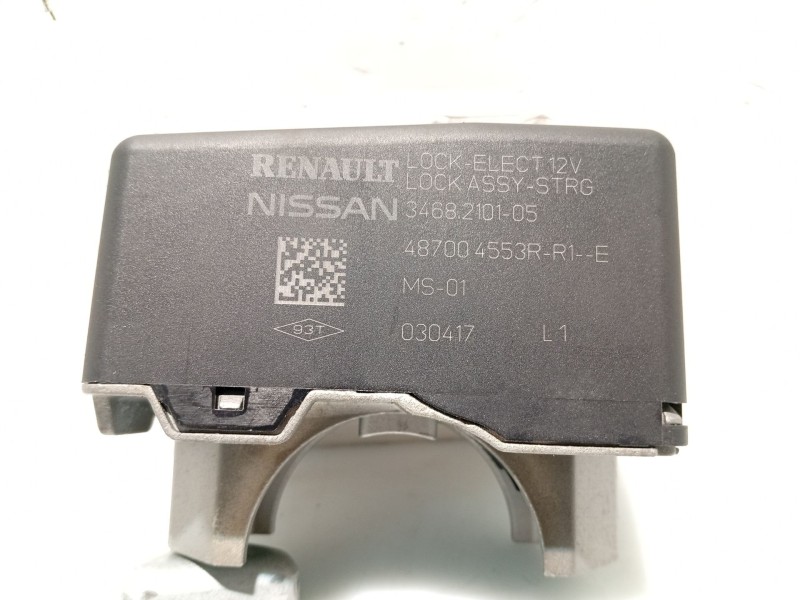 RENAULT LOCK-ELECT 12V
LOCK ASSY-STRG
NISSAN 3468.2101-05
48700 4553R-R1--E
MS-01
93T 030417 L1